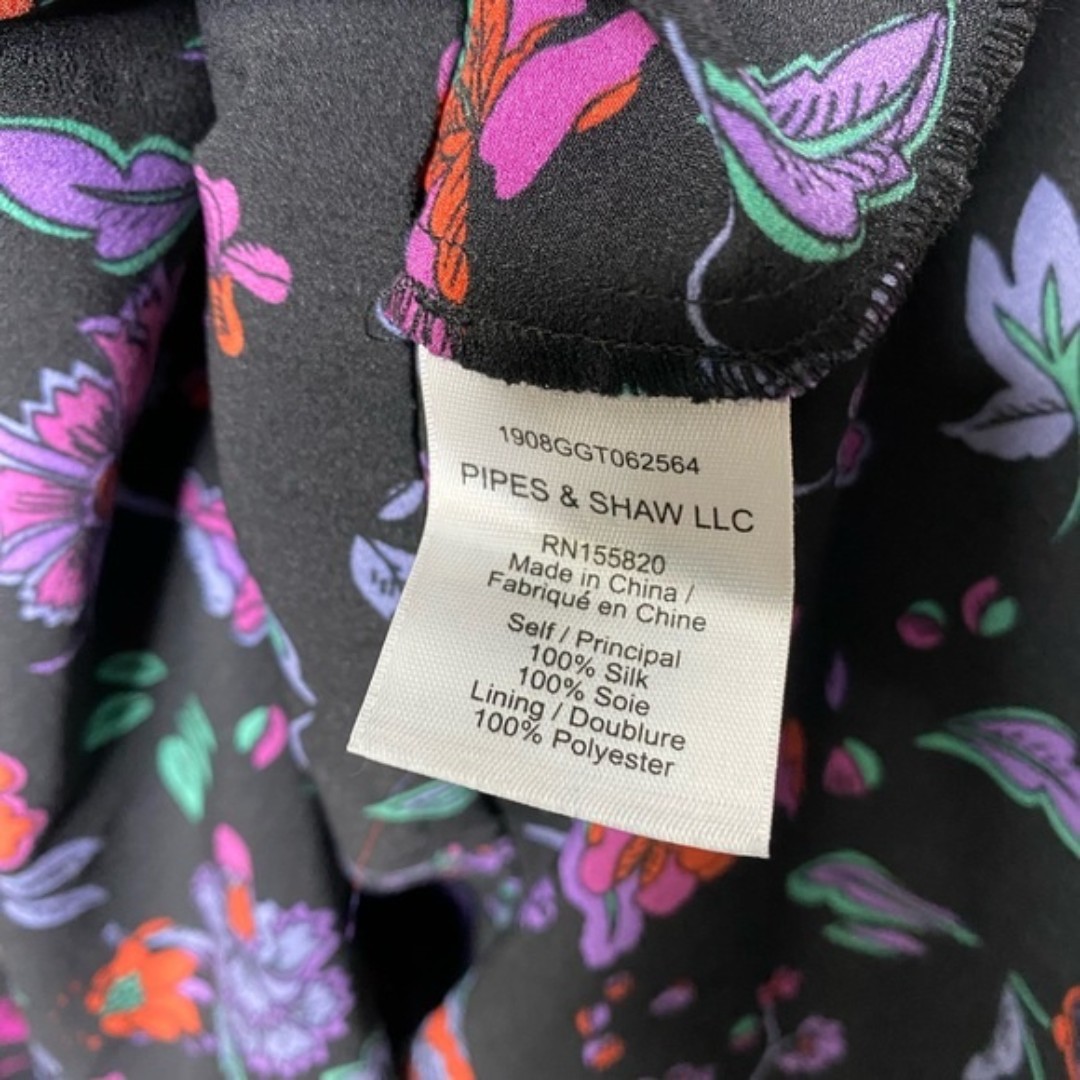 1908GGT062564
PIPES & SHAW LLC
RN155820
Made in China /
Fabriqué en Chine
Self / Principal
100% Silk
100% Soie
Lining / Doublure
100% Polyester